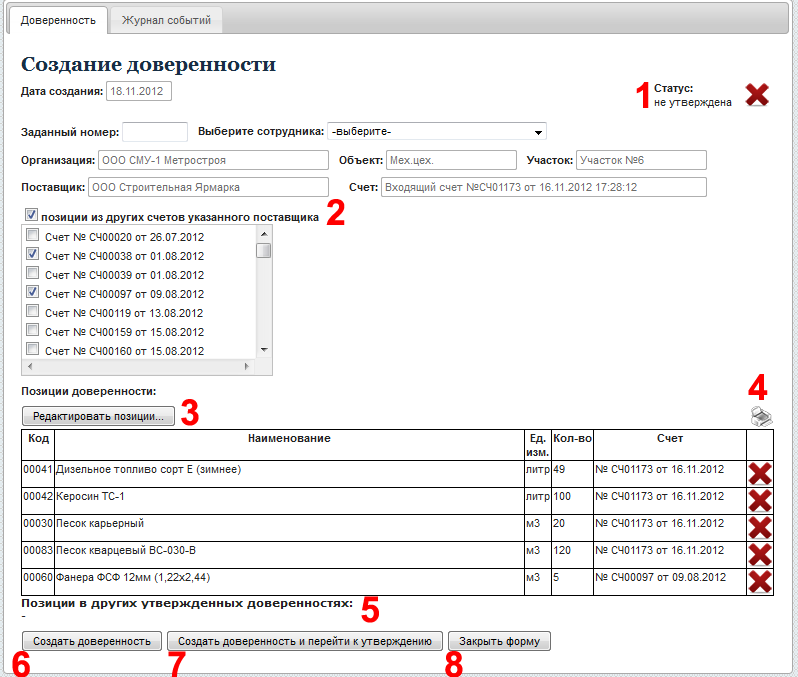 Доверенность Журнал событий
Создание доверенности
Дата создания: 18.11.2012
1 Статус:
не утверждена
Заданный номер: Выберите сотрудника: -выберите-
Организация: ООО СМУ-1 Метростроя Объект: Мех.цех. Участок: Участок №6
Поставщик: ООО Строительная Ярмарка Счет: Входящий счет №СЧ01173 от 16.11.2012 17:28:12
позиции из других счетов указанного поставщика 2
Счет № СЧ00020 от 26.07.2012
Счет № СЧ00038 от 01.08.2012
Счет № СЧ00039 от 01.08.2012
Счет № СЧ00097 от 09.08.2012
Счет № СЧ00119 от 13.08.2012
Счет № СЧ00159 от 15.08.2012
Счет № СЧ00160 от 15.08.2012
Позиции доверенности: 4
Редактировать позиции... 3
Код Наименование Ед. изм. Кол-во Счет
00041 Дизельное топливо сорт Е (зимнее) литр 49 № СЧ01173 от 16.11.2012
00042 Керосин ТС-1 литр 100 № СЧ01173 от 16.11.2012
00030 Песок карьерный м3 20 № СЧ01173 от 16.11.2012
00083 Песок кварцевый ВС-030-В м3 120 № СЧ01173 от 16.11.2012
00060 Фанера ФСФ 12мм (1,22х2,44) м3 5 № СЧ00097 от 09.08.2012
Позиции в других утвержденных доверенностях: 5
-
Создать доверенность Создать доверенность и перейти к утверждению Закрыть форму
6 7 8